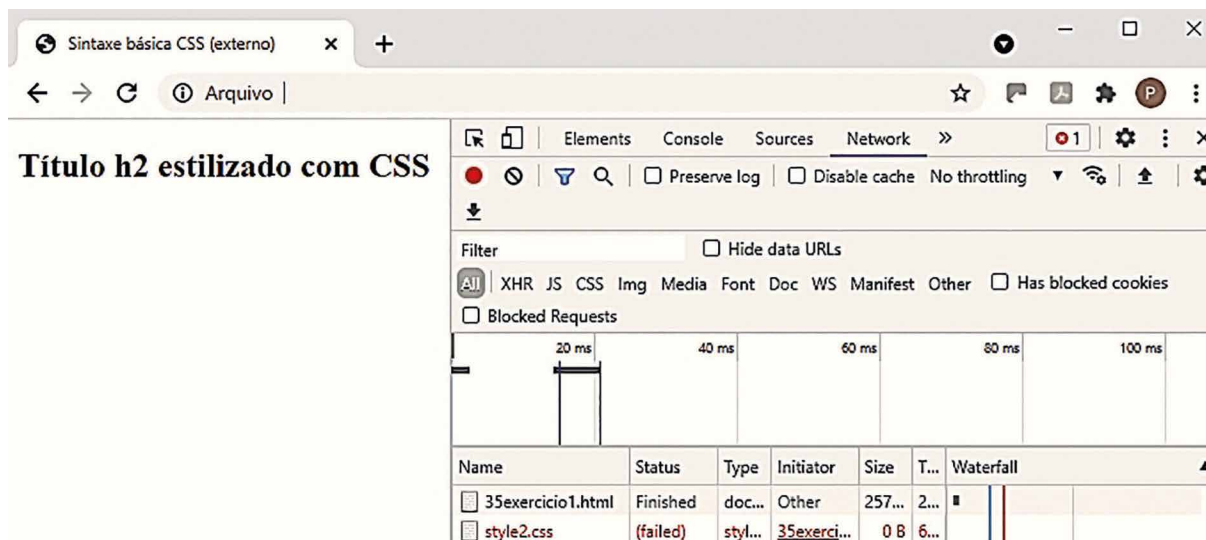 Sintaxe básica CSS (externo)
Arquivo
P
Título h2 estilizado com CSS
Elements Console Sources Network » 1
Preserve log Disable cache No throttling
Filter Hide data URLs
All XHR JS CSS Img Media Font Doc WS Manifest Other Has blocked cookies
Blocked Requests
20 ms 40 ms 60 ms 80 ms 100 ms
Name Status Type Initiator Size T... Waterfall
35exercicio1.html Finished doc... Other 257... 2...
style2.css (failed) styl... 35exerci... 0 B 6...